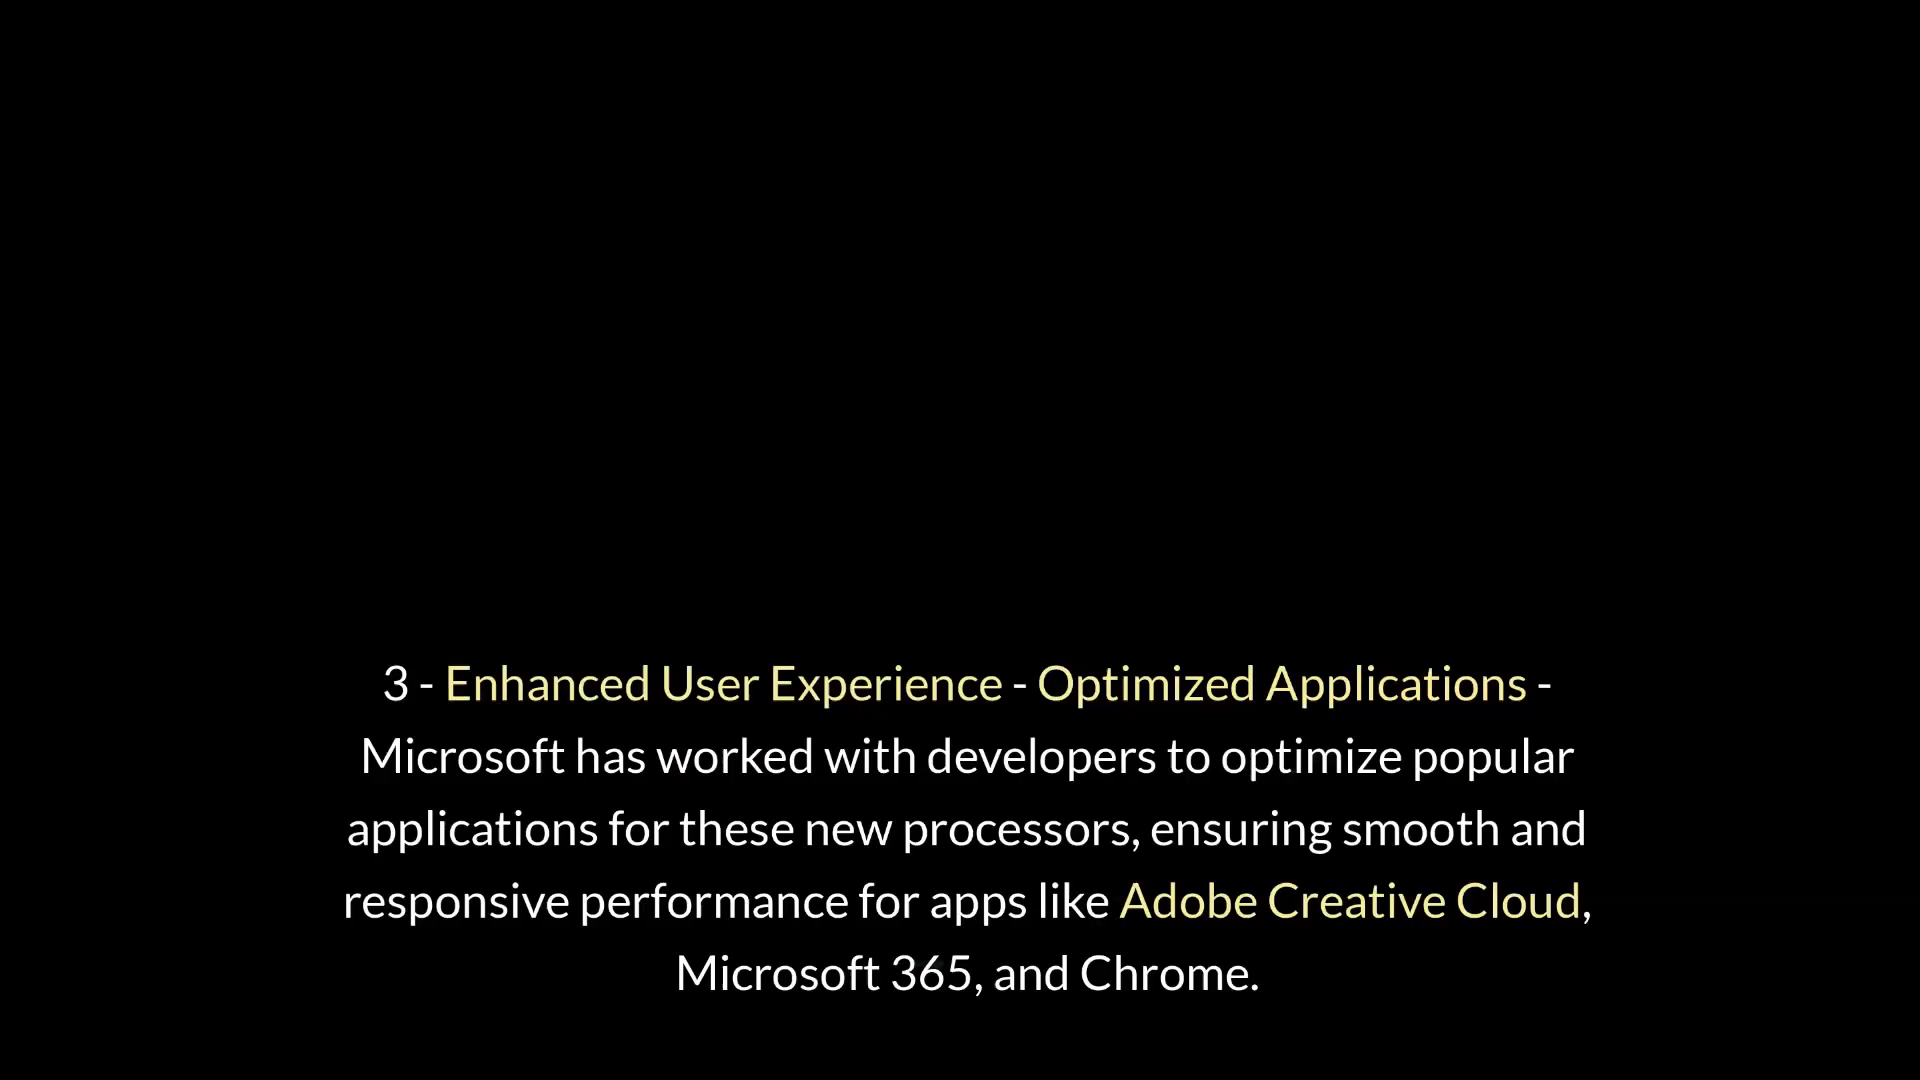 3 - Enhanced User Experience - Optimized Applications -
Microsoft has worked with developers to optimize popular
applications for these new processors, ensuring smooth and
responsive performance for apps like Adobe Creative Cloud,
Microsoft 365, and Chrome.